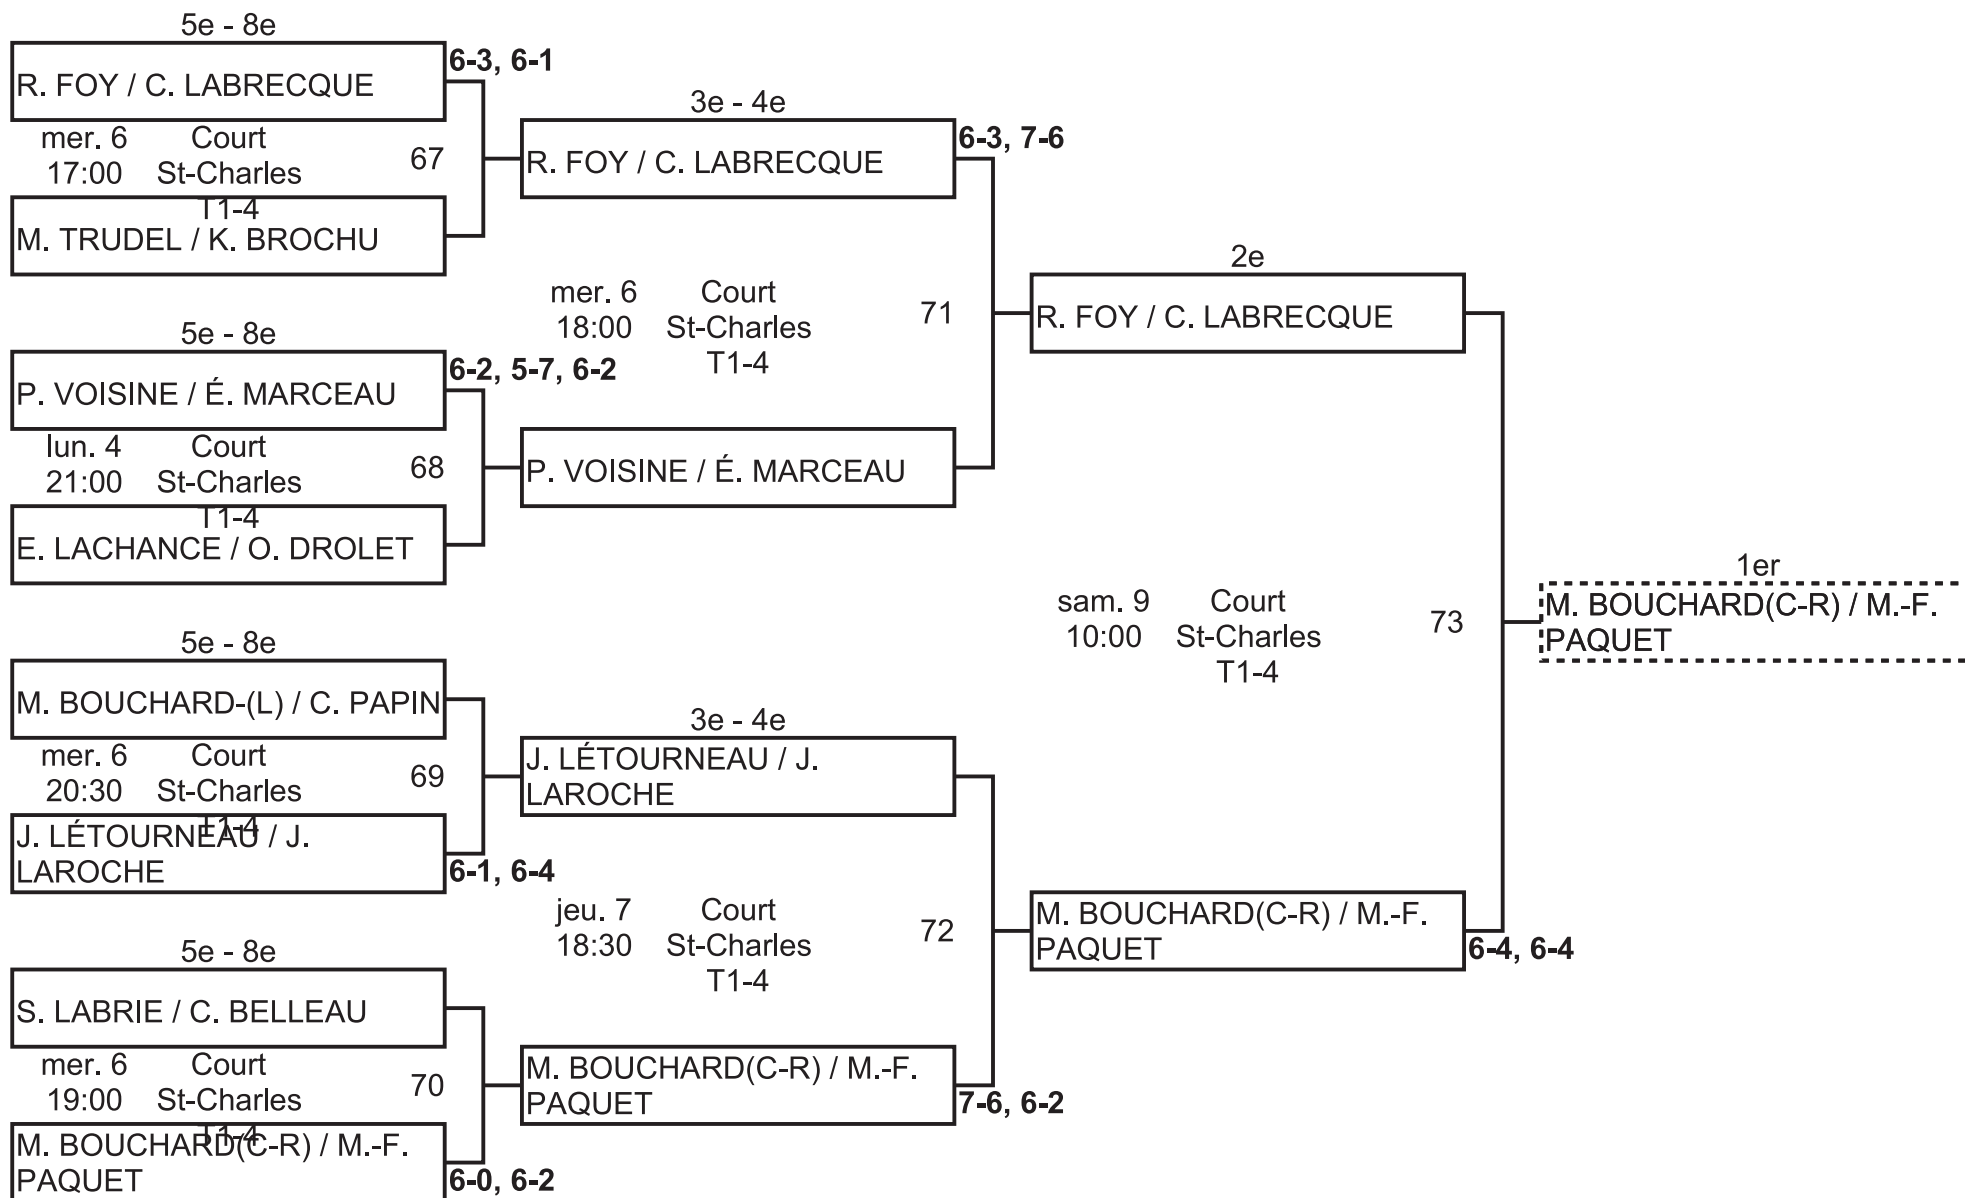 5e - 8e
R. FOY / C. LABRECQUE
6-3, 6-1
mer. 6 Court
17:00 St-Charles
T1-4
67
M. TRUDEL / K. BROCHU
5e - 8e
P. VOISINE / É. MARCEAU
6-2, 5-7, 6-2
lun. 4 Court
21:00 St-Charles
T1-4
68
E. LACHANCE / O. DROLET
5e - 8e
M. BOUCHARD-(L) / C. PAPIN
mer. 6 Court
20:30 St-Charles
T1-4
69
J. LÉTOURNEAU / J.
LAROCHE
6-1, 6-4
5e - 8e
S. LABRIE / C. BELLEAU
mer. 6 Court
19:00 St-Charles
T1-4
70
M. BOUCHARD(C-R) / M.-F.
PAQUET
6-0, 6-2
3e - 4e
R. FOY / C. LABRECQUE
6-3, 7-6
mer. 6 Court
18:00 St-Charles
T1-4
71
P. VOISINE / É. MARCEAU
3e - 4e
J. LÉTOURNEAU / J.
LAROCHE
jeu. 7 Court
18:30 St-Charles
T1-4
72
M. BOUCHARD(C-R) / M.-F.
PAQUET
7-6, 6-2
2e
R. FOY / C. LABRECQUE
sam. 9 Court
10:00 St-Charles
T1-4
73
M. BOUCHARD(C-R) / M.-F.
PAQUET
6-4, 6-4
1er
M. BOUCHARD(C-R) / M.-F.
PAQUET